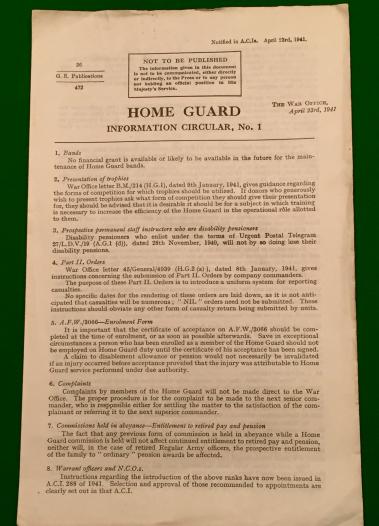 Notified in A.C.Is. April 23rd, 1941.
26
G. S. Publications
472
NOT TO BE PUBLISHED
The information given in this document
is not to be communicated, either directly
or indirectly, to the Press or to any person
not holding an official position in His
Majesty's Service.
THE WAR OFFICE,
April 23rd, 1941
HOME GUARD
INFORMATION CIRCULAR, No. 1
1. Bands
No financial grant is available or likely to be available in the future for the main-
tenance of Home Guard bands.
2. Presentation of trophies
War Office letter B.M./214 (H.G.1), dated 9th January, 1941, gives guidance regarding
the forms of competition for which trophies should be utilized. If donors who generously
wish to present trophies ask what form of competition they should give their presentation
for, they should be advised that it is desirable it should be for a subject in which training
is necessary to increase the efficiency of the Home Guard in the operational rôle allotted
to them.
3. Prospective permanent staff instructors who are disability pensioners
Disability pensioners who enlist under the terms of Urgent Postal Telegram
27/L.D.V./19 (A.G.1 (d)), dated 28th November, 1940, will not by so doing lose their
disability pensions.
4. Part II. Orders
War Office letter 45/General/4039 (H.G.2 (a)), dated 8th January, 1941, gives
instructions concerning the submission of Part II. Orders by company commanders.
The purpose of these Part II. Orders is to introduce a uniform system for reporting
casualties.
No specific dates for the rendering of these orders are laid down, as it is not anti-
cipated that casualties will be numerous; " NIL " orders need not be submitted. These
instructions should obviate any other form of casualty return being submitted by units.
5. A.F.W./3066—Enrolment Form
It is important that the certificate of acceptance on A.F.W./3066 should be com-
pleted at the time of enrolment, or as soon as possible afterwards. Save in exceptional
circumstances a person who has been enrolled as a member of the Home Guard should not
be employed on Home Guard duty until the certificate of his acceptance has been signed.
A claim to disablement allowance or pension would not necessarily be invalidated
if an injury occurred before acceptance provided that the injury was attributable to Home
Guard service performed under due authority.
6. Complaints
Complaints by members of the Home Guard will not be made direct to the War
Office. The proper procedure is for the complaint to be made to the next senior com-
mander, who is responsible either for settling the matter to the satisfaction of the com-
plainant or referring it to the next superior commander.
7. Commissions held in abeyance—Entitlement to retired pay and pension
The fact that any previous form of commission is held in abeyance while a Home
Guard commission is held will not affect continued entitlement to retired pay and pension,
neither will, in the case of retired Regular Army officers, the prospective entitlement
of the family to " ordinary " pension awards be affected.
8. Warrant officers and N.C.O.s.
Instructions regarding the introduction of the above ranks have now been issued in
A.C.I. 288 of 1941. Selection and approval of those recommended to appointments are
clearly set out in that A.C.I.